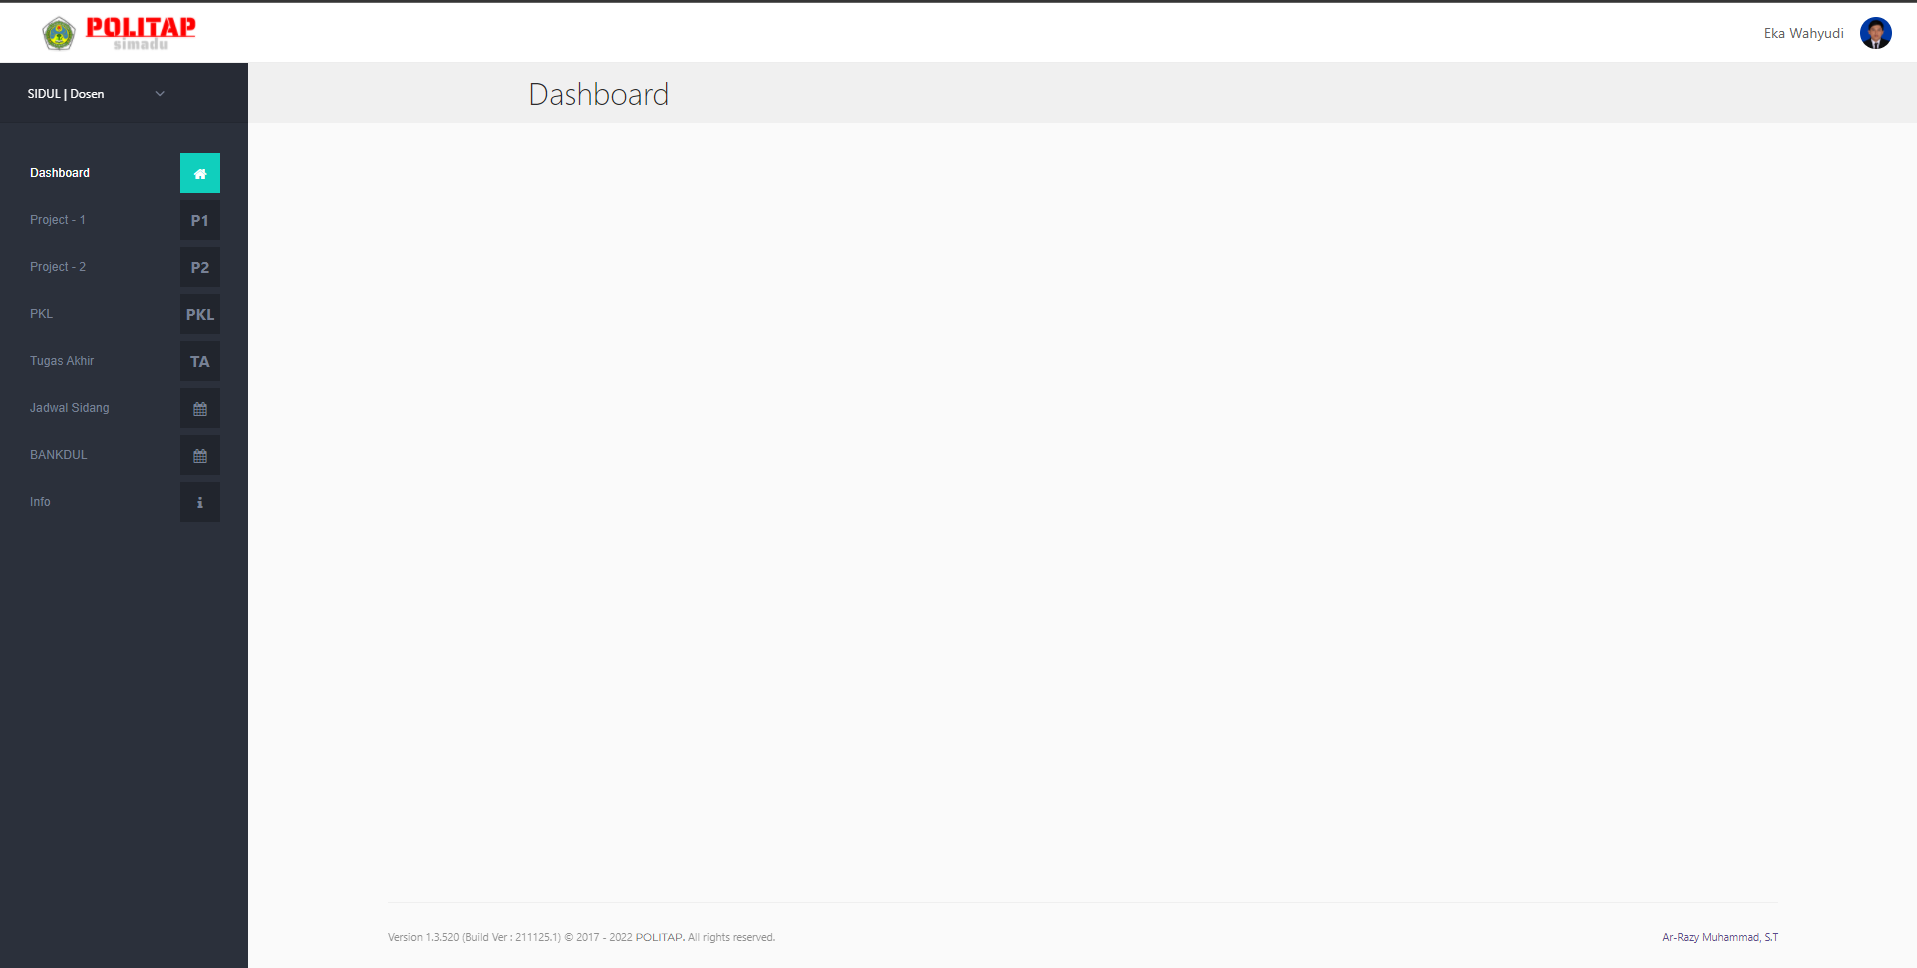 POLITAP
simadu
Eka Wahyudi
SIDUL | Dosen
Dashboard
Dashboard
Project - 1
P1
Project - 2
P2
PKL
PKL
Tugas Akhir
TA
Jadwal Sidang
BANKDUL
Info
Version 1.3.520 (Build Ver : 211125.1) © 2017 - 2022 POLITAP. All rights reserved.
Ar-Razy Muhammad, S.T